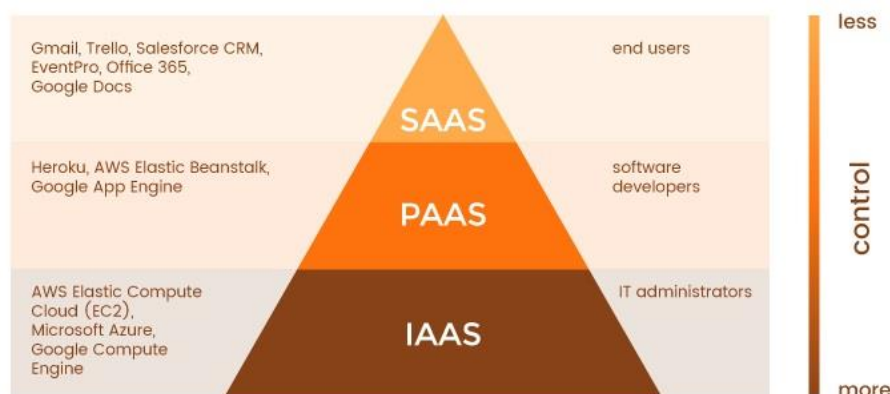 less
Gmail, Trello, Salesforce CRM,
EventPro, Office 365,
Google Docs
SAAS
end users
Heroku, AWS Elastic Beanstalk,
Google App Engine
PAAS
software
developers
control
AWS Elastic Compute
Cloud (EC2),
Microsoft Azure,
Google Compute
Engine
IAAS
IT administrators
more